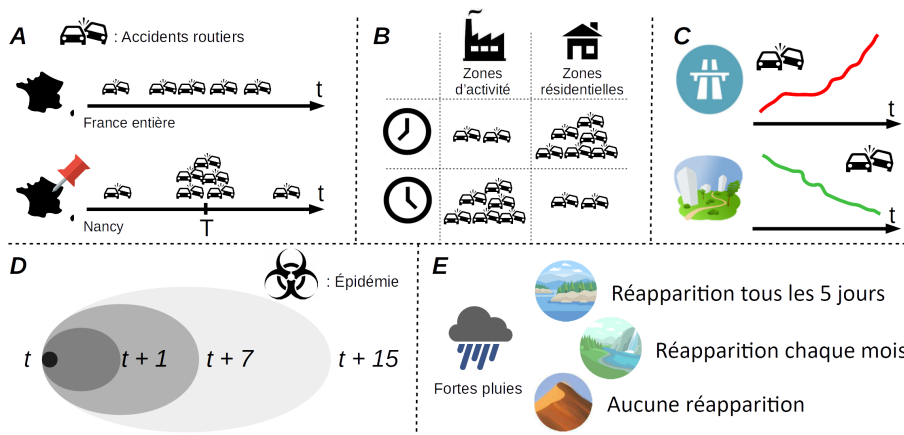 A
: Accidents routiers
t
France entière
t
Nancy
T
B
Zones
d'activité
Zones
résidentielles
C
t
t
D
: Épidémie
t
t + 1
t + 7
t + 15
E
Fortes pluies
Réapparition tous les 5 jours
Réapparition chaque mois
Aucune réapparition